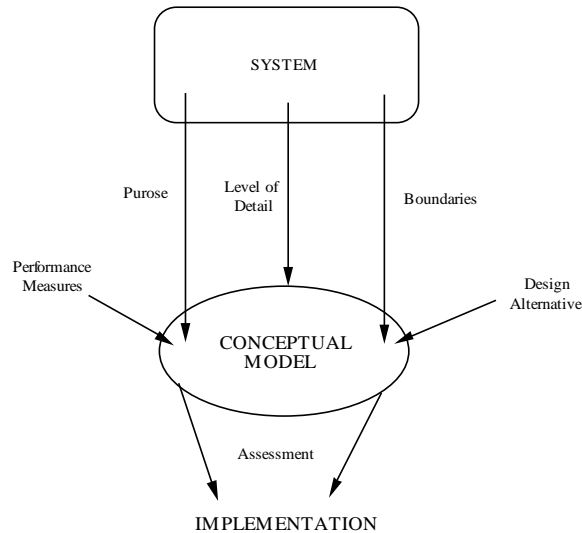 SYSTEM
Purose
Level of
Detail
Boundaries
Performance
Measures
Design
Alternative
CONCEPTUAL
MODEL
Assessment
IMPLEMENTATION